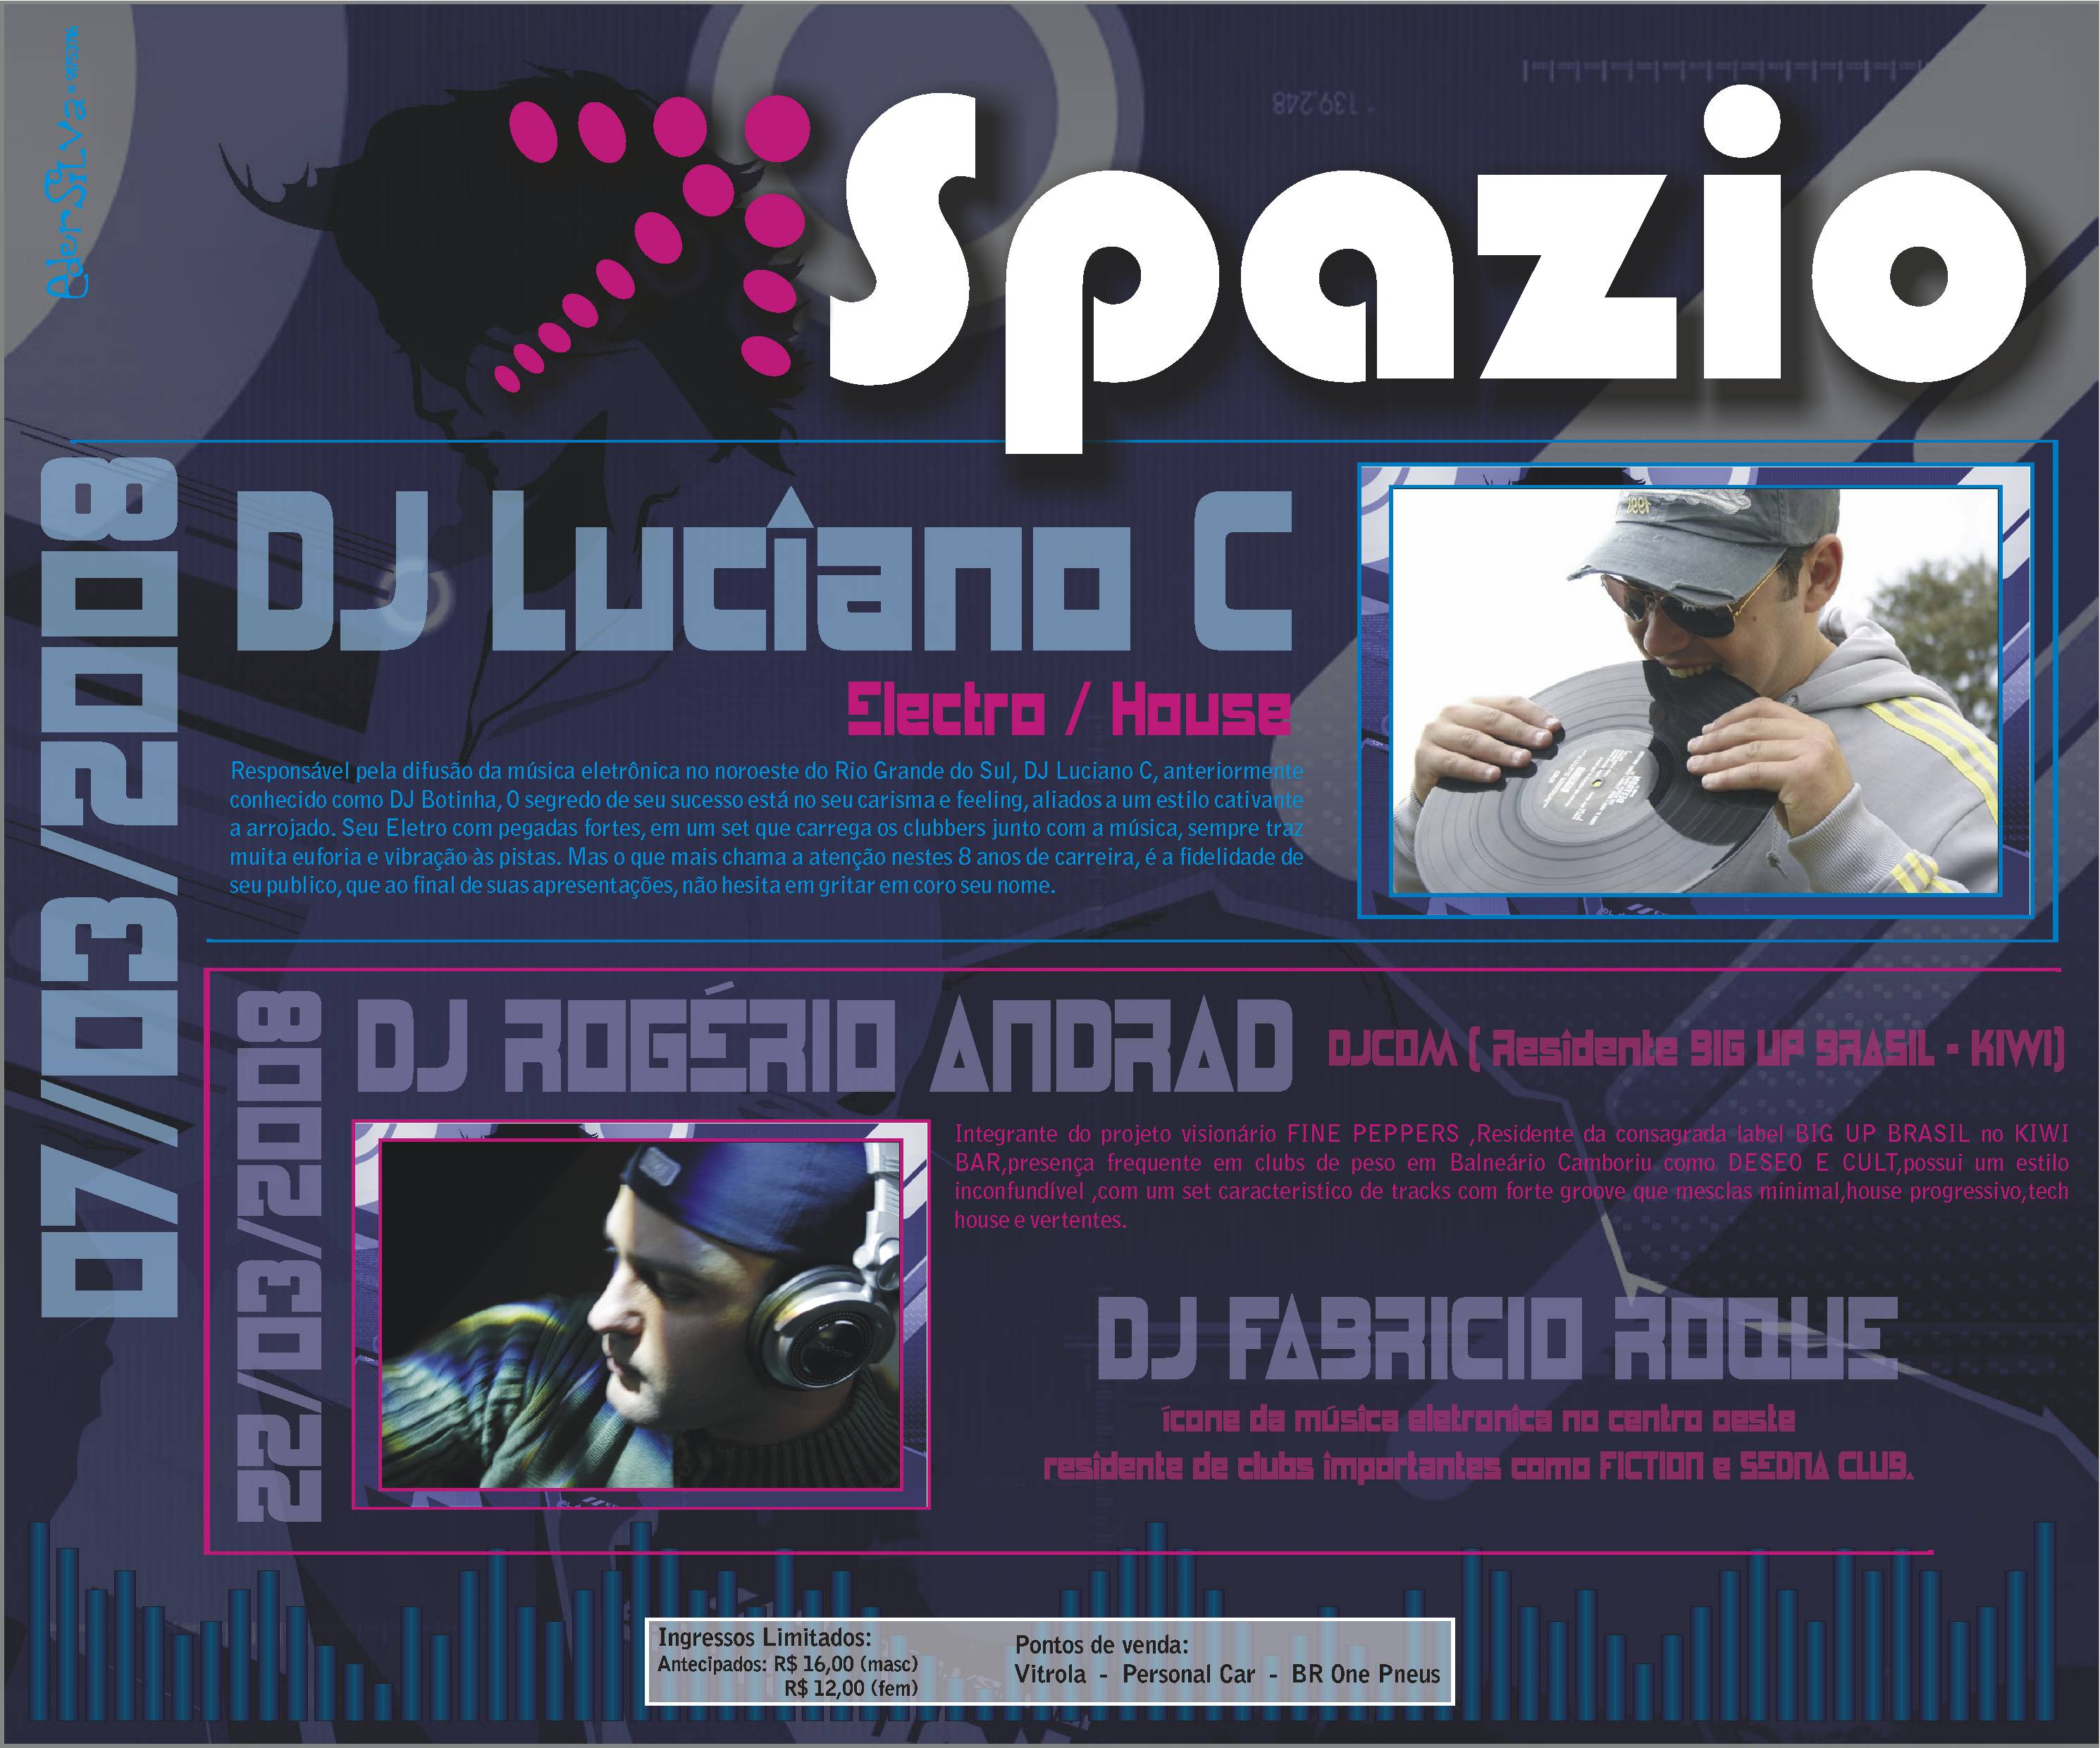 Eder SiLVa
139,248
Spazio
07/03/2008
DJ Luciano C
Electro / House
Responsável pela difusão da música eletrônica no noroeste do Rio Grande do Sul, DJ Luciano C, anteriormente
conhecido como DJ Botinha, O segredo de seu sucesso está no seu carisma e feeling, aliados a um estilo cativante
a arrojado. Seu Eletro com pegadas fortes, em um set que carrega os clubbers junto com a música, sempre traz
muita euforia e vibração às pistas. Mas o que mais chama a atenção nestes 8 anos de carreira, é a fidelidade de
seu publico, que ao final de suas apresentações, não hesita em gritar em coro seu nome.
22/03/2008
DJ ROGÉRIO ANDRAD
DJCOM ( Residente BIG UP BRASIL - KIWI)
Integrante do projeto visionário FINE PEPPERS ,Residente da consagrada label BIG UP BRASIL no KIWI
BAR,presença frequente em clubs de peso em Balneário Camboriu como DESEO E CULT,possui um estilo
inconfundível ,com um set caracteristico de tracks com forte groove que mesclas minimal,house progressivo,tech
house e vertentes.
DJ FABRICIO ROQUE
ícone da música eletronica no centro oeste
residente de clubs importantes como FICTION e SEDNA CLUB.
Ingressos Limitados:
Antecipados: R$ 16,00 (masc)
R$ 12,00 (fem)
Pontos de venda:
Vitrola - Personal Car - BR One Pneus